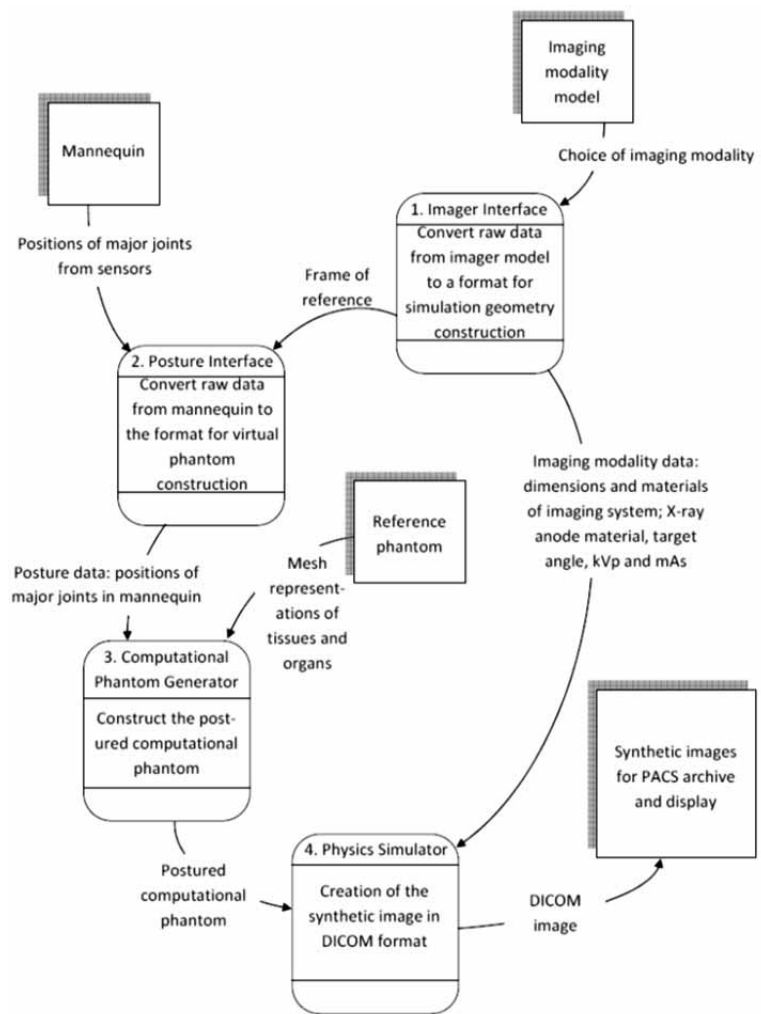 Imaging
modality
model
Mannequin
Choice of imaging modality
1. Imager Interface
Convert raw data
from imager model
to a format for
simulation geometry
construction
Positions of major joints
from sensors
Frame of
reference
2. Posture Interface
Convert raw data
from mannequin to
the format for virtual
phantom
construction
Imaging modality data:
dimensions and materials
of imaging system; X-ray
anode material, target
angle, kVp and mAs
Reference
phantom
Mesh
represent-
ations of
tissues and
organs
Posture data: positions of
major joints in mannequin
3. Computational
Phantom Generator
Construct the post-
ured computational
phantom
Synthetic images
for PACS archive
and display
Postured
computational
phantom
4. Physics Simulator
Creation of the
synthetic image in
DICOM format
DICOM
image